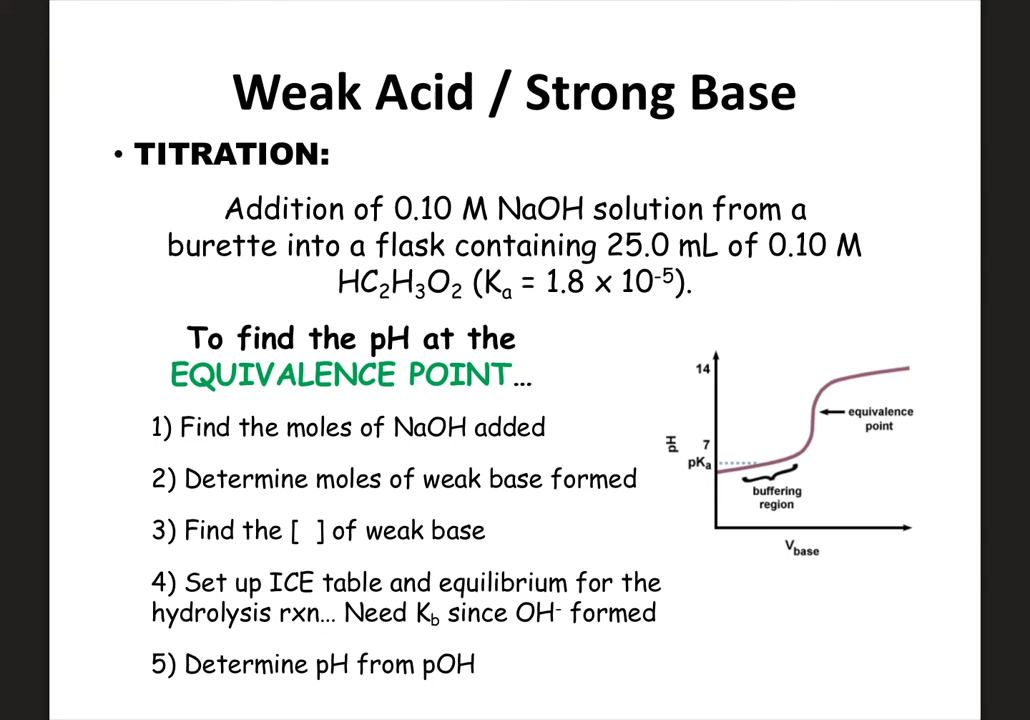 Weak Acid / Strong Base
• TITRATION:
Addition of 0.10 M NaOH solution from a
burette into a flask containing 25.0 mL of 0.10 M
HC₂H₃O₂ (Kₐ = 1.8 x 10⁻⁵).
To find the pH at the
EQUIVALENCE POINT…
1) Find the moles of NaOH added
2) Determine moles of weak base formed
3) Find the [ ] of weak base
4) Set up ICE table and equilibrium for the
hydrolysis rxn… Need K_b since OH⁻ formed
5) Determine pH from pOH
14
equivalence
point
pH
7
pKₐ
buffering
region
V_base